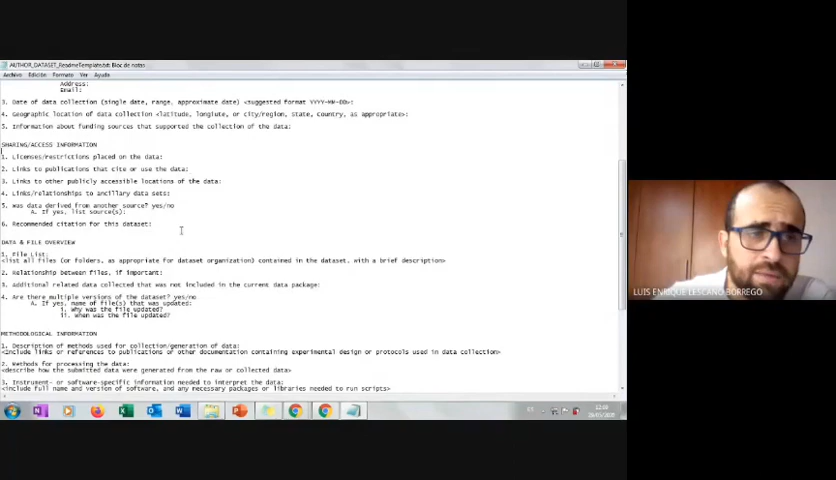 AUTHOR_DATASET_ReadmeTemplate.txt: Bloc de notas
Archivo Edición Formato Ver Ayuda
Address:
Email:
3. Date of data collection (single date, range, approximate date) <suggested format YYYY-MM-DD>:
4. Geographic location of data collection <latitude, longiute, or city/region, state, country, as appropriate>:
5. Information about funding sources that supported the collection of the data:
SHARING/ACCESS INFORMATION
1. Licenses/restrictions placed on the data:
2. Links to publications that cite or use the data:
3. Links to other publicly accessible locations of the data:
4. Links/relationships to ancillary data sets:
5. Was data derived from another source? yes/no
A. If yes, list source(s):
6. Recommended citation for this dataset:
DATA & FILE OVERVIEW
1. File List:
<list all files (or folders, as appropriate for dataset organization) contained in the dataset, with a brief description>
2. Relationship between files, if important:
3. Additional related data collected that was not included in the current data package:
4. Are there multiple versions of the dataset? yes/no
A. If yes, name of file(s) that was updated:
i. Why was the file updated?
ii. When was the file updated?
METHODOLOGICAL INFORMATION
1. Description of methods used for collection/generation of data:
<include links or references to publications or other documentation containing experimental design or protocols used in data collection>
2. Methods for processing the data:
<describe how the submitted data were generated from the raw or collected data>
3. Instrument- or software-specific information needed to interpret the data:
<include full name and version of software, and any necessary packages or libraries needed to run scripts>
LUIS ENRIQUE LESCANO BORREGO